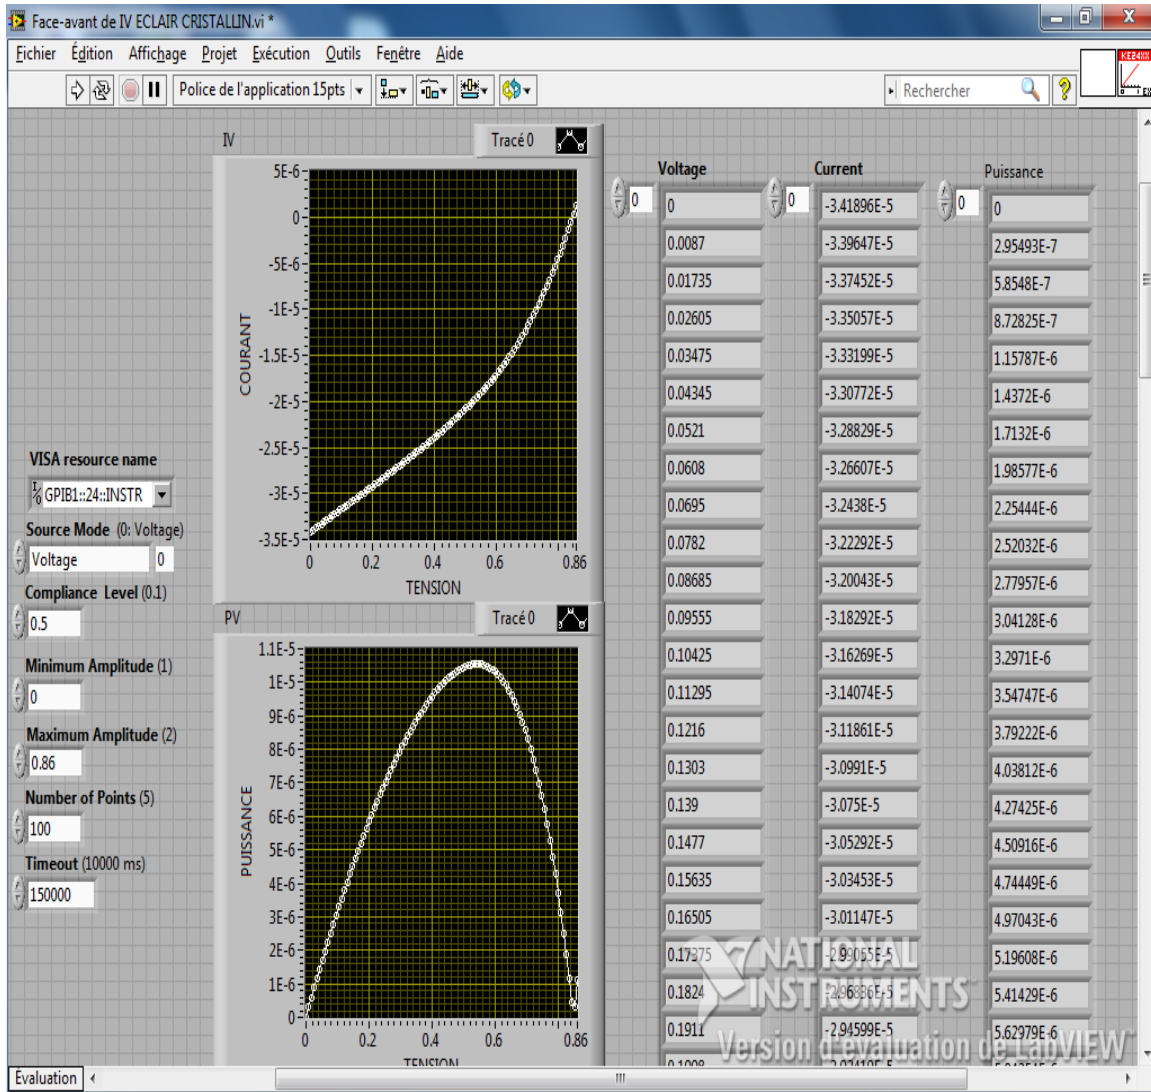 Face-avant de IV ECLAIR CRISTALLIN.vi *
Fichier Édition Affichage Projet Exécution Outils Fenêtre Aide
Police de l'application 15pts
Rechercher
KE24XX
IV
Tracé 0
5E-6
0
-5E-6
-1E-5
-1.5E-5
-2E-5
-2.5E-5
-3E-5
-3.5E-5
COURANT
0 0.2 0.4 0.6 0.86
TENSION
VISA resource name
GPIB1::24::INSTR
Source Mode (0: Voltage)
Voltage 0
Compliance Level (0.1)
0.5
Minimum Amplitude (1)
0
Maximum Amplitude (2)
0.86
Number of Points (5)
100
Timeout (10000 ms)
150000
PV
Tracé 0
1.1E-5
1E-5
9E-6
8E-6
7E-6
6E-6
5E-6
4E-6
3E-6
2E-6
1E-6
0
PUISSANCE
0 0.2 0.4 0.6 0.86
TENSION
Voltage Current Puissance
0 0 0 -3.41896E-5 0 0
0.0087 -3.39647E-5 2.95493E-7
0.01735 -3.37452E-5 5.8548E-7
0.02605 -3.35057E-5 8.72825E-7
0.03475 -3.33199E-5 1.15787E-6
0.04345 -3.30772E-5 1.4372E-6
0.0521 -3.28829E-5 1.7132E-6
0.0608 -3.26607E-5 1.98577E-6
0.0695 -3.2438E-5 2.25444E-6
0.0782 -3.22292E-5 2.52032E-6
0.08685 -3.20043E-5 2.77957E-6
0.09555 -3.18292E-5 3.04128E-6
0.10425 -3.16269E-5 3.2971E-6
0.11295 -3.14074E-5 3.54747E-6
0.1216 -3.11861E-5 3.79222E-6
0.1303 -3.0991E-5 4.03812E-6
0.139 -3.075E-5 4.27425E-6
0.1477 -3.05292E-5 4.50916E-6
0.15635 -3.03453E-5 4.74449E-6
0.16505 -3.01147E-5 4.97043E-6
0.17375 -2.99055E-5 5.19608E-6
0.1824 -2.96836E-5 5.41429E-6
0.1911 -2.94599E-5 5.62979E-6
NATIONAL
INSTRUMENTS
Version d'évaluation de LabVIEW
Évaluation